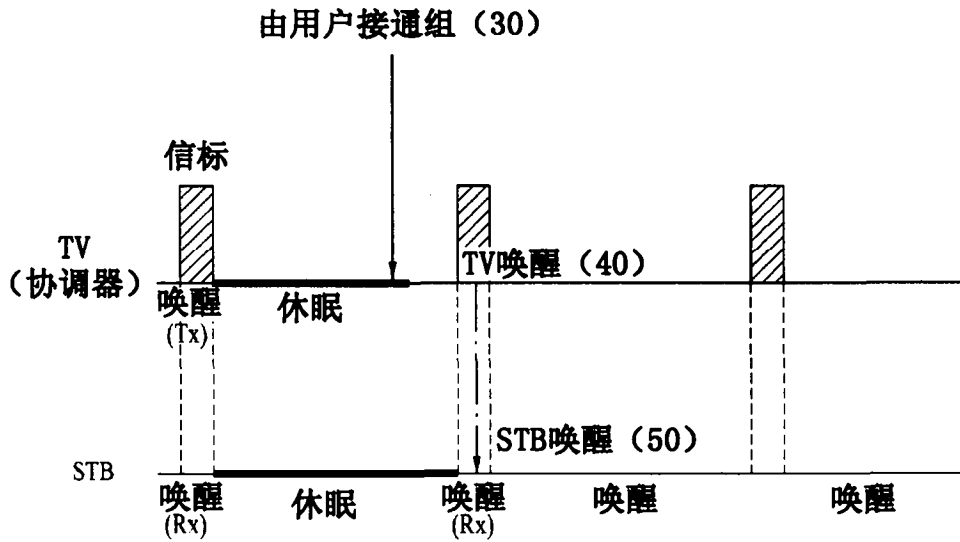 由用户接通组（30）
信标
TV
（协调器）
TV唤醒（40）
唤醒
(Tx)
休眠
STB唤醒（50）
STB
唤醒
(Rx)
休眠
唤醒
(Rx)
唤醒
唤醒